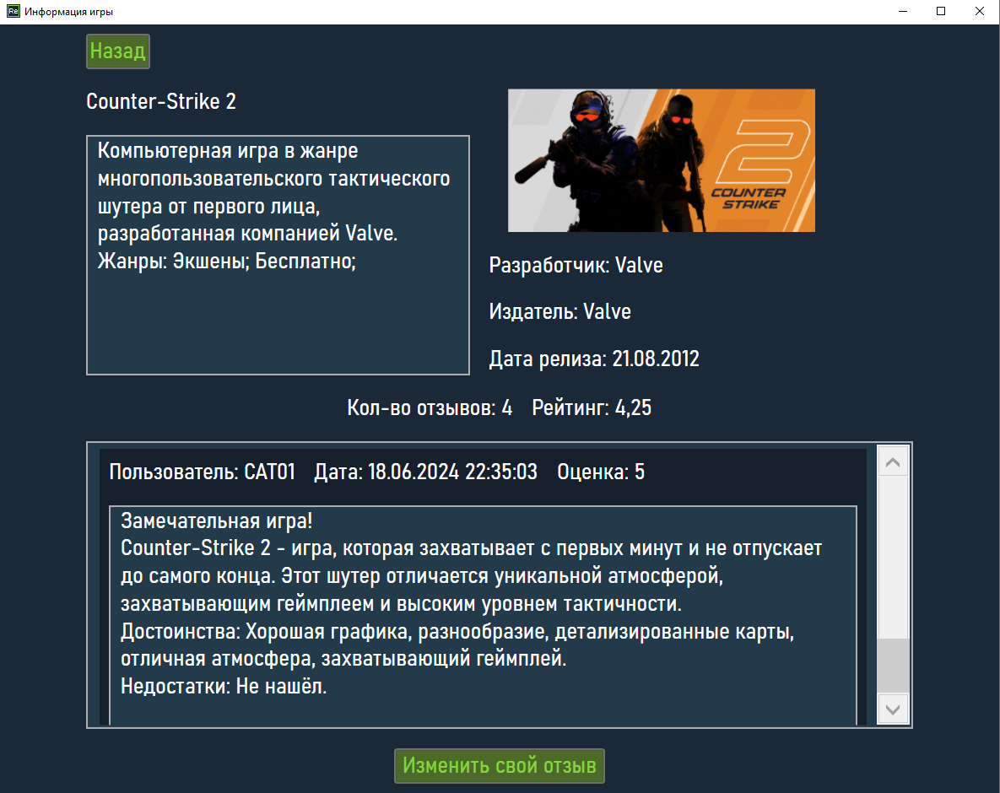 Re Информация игры
Назад
Counter-Strike 2
Компьютерная игра в жанре
многопользовательского тактического
шутера от первого лица,
разработанная компанией Valve.
Жанры: Экшены; Бесплатно;
2
COUNTER
STRIKE
Разработчик: Valve
Издатель: Valve
Дата релиза: 21.08.2012
Кол-во отзывов: 4 Рейтинг: 4,25
Пользователь: CAT01 Дата: 18.06.2024 22:35:03 Оценка: 5
Замечательная игра!
Counter-Strike 2 - игра, которая захватывает с первых минут и не отпускает
до самого конца. Этот шутер отличается уникальной атмосферой,
захватывающим геймплеем и высоким уровнем тактичности.
Достоинства: Хорошая графика, разнообразие, детализированные карты,
отличная атмосфера, захватывающий геймплей.
Недостатки: Не нашёл.
Изменить свой отзыв